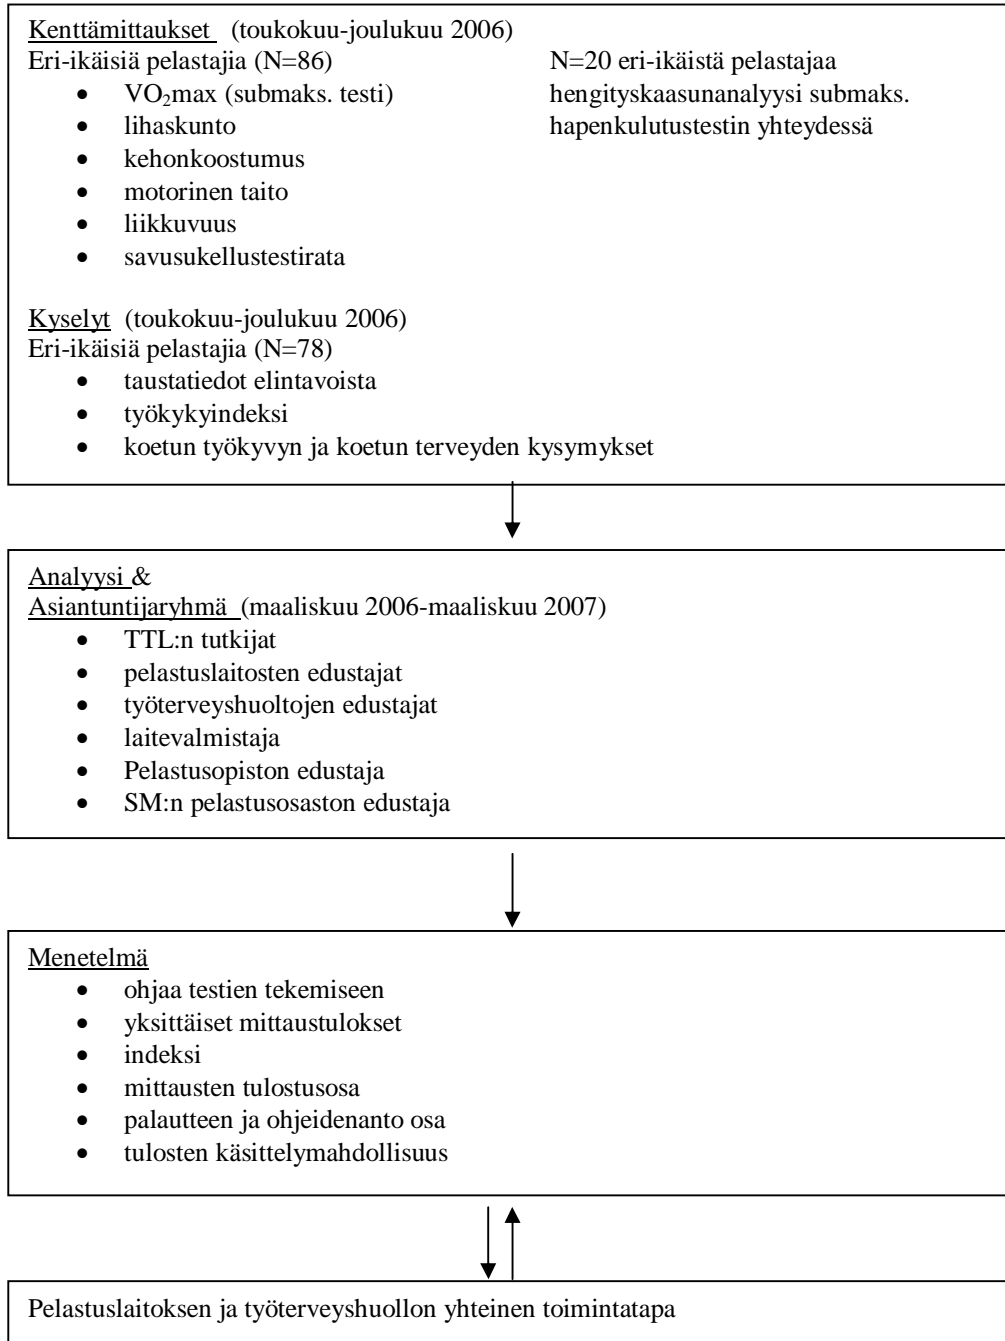 Kenttämittaukset (toukokuu-joulukuu 2006)
Eri-ikäisiä pelastajia (N=86)
• VO₂max (submaks. testi)
• lihaskunto
• kehonkoostumus
• motorinen taito
• liikkuvuus
• savusukellustestirata
N=20 eri-ikäistä pelastajaa
hengityskaasunanalyysi submaks.
hapenkulutustestin yhteydessä
Kyselyt (toukokuu-joulukuu 2006)
Eri-ikäisiä pelastajia (N=78)
• taustatiedot elintavoista
• työkykyindeksi
• koetun työkyvyn ja koetun terveyden kysymykset
Analyysi &
Asiantuntijaryhmä (maaliskuu 2006-maaliskuu 2007)
• TTL:n tutkijat
• pelastuslaitosten edustajat
• työterveyshuoltojen edustajat
• laitevalmistaja
• Pelastusopiston edustaja
• SM:n pelastusosaston edustaja
Menetelmä
• ohjaa testien tekemiseen
• yksittäiset mittaustulokset
• indeksi
• mittausten tulostusosa
• palautteen ja ohjeidenanto osa
• tulosten käsittelymahdollisuus
Pelastuslaitoksen ja työterveyshuollon yhteinen toimintatapa